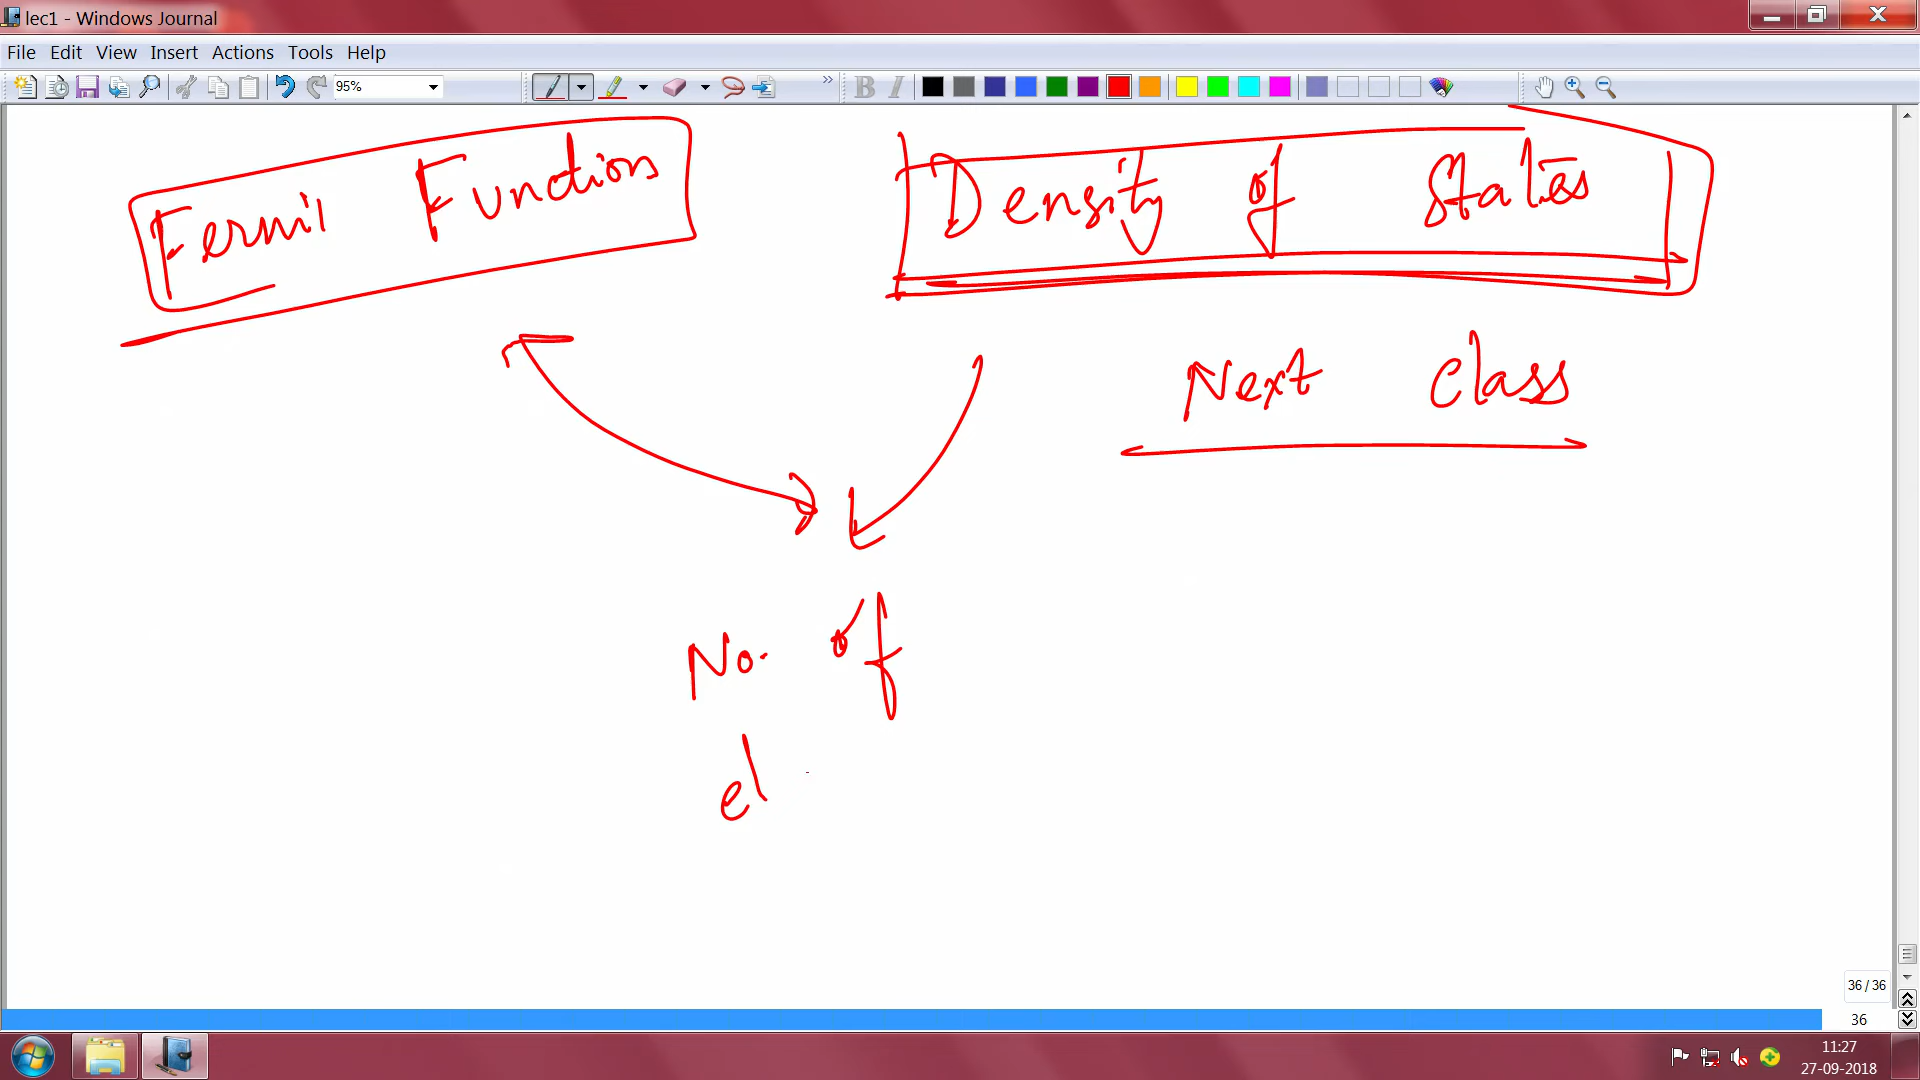 lec1 - Windows Journal
File Edit View Insert Actions Tools Help
95%
Fermi Function
Density of States
Next Class
No. of
el
36 / 36
36
11:27
27-09-2018